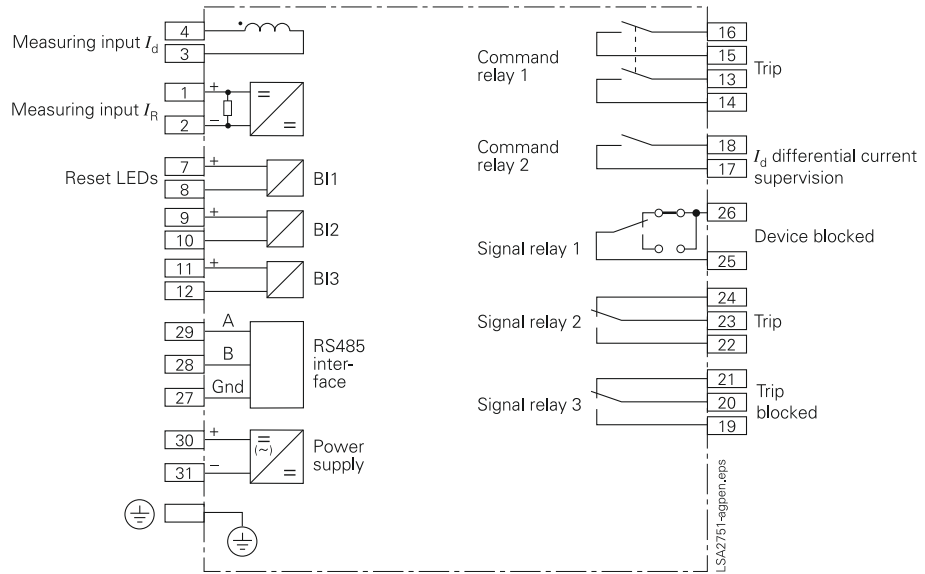 4
Measuring input Id
3
1
+
Measuring input IR
2
−
=
=
7
+
Reset LEDs
8
BI1
9
+
10
BI2
11
+
12
BI3
29
A
28
B
27
Gnd
RS485
inter-
face
30
+
31
−
=
(~)
=
Power
supply
Command
relay 1
16
15
13
14
Trip
Command
relay 2
18
17
Id differential current
supervision
Signal relay 1
26
25
Device blocked
Signal relay 2
24
23
22
Trip
Signal relay 3
21
20
19
Trip
blocked
LSA2751-agpen.eps